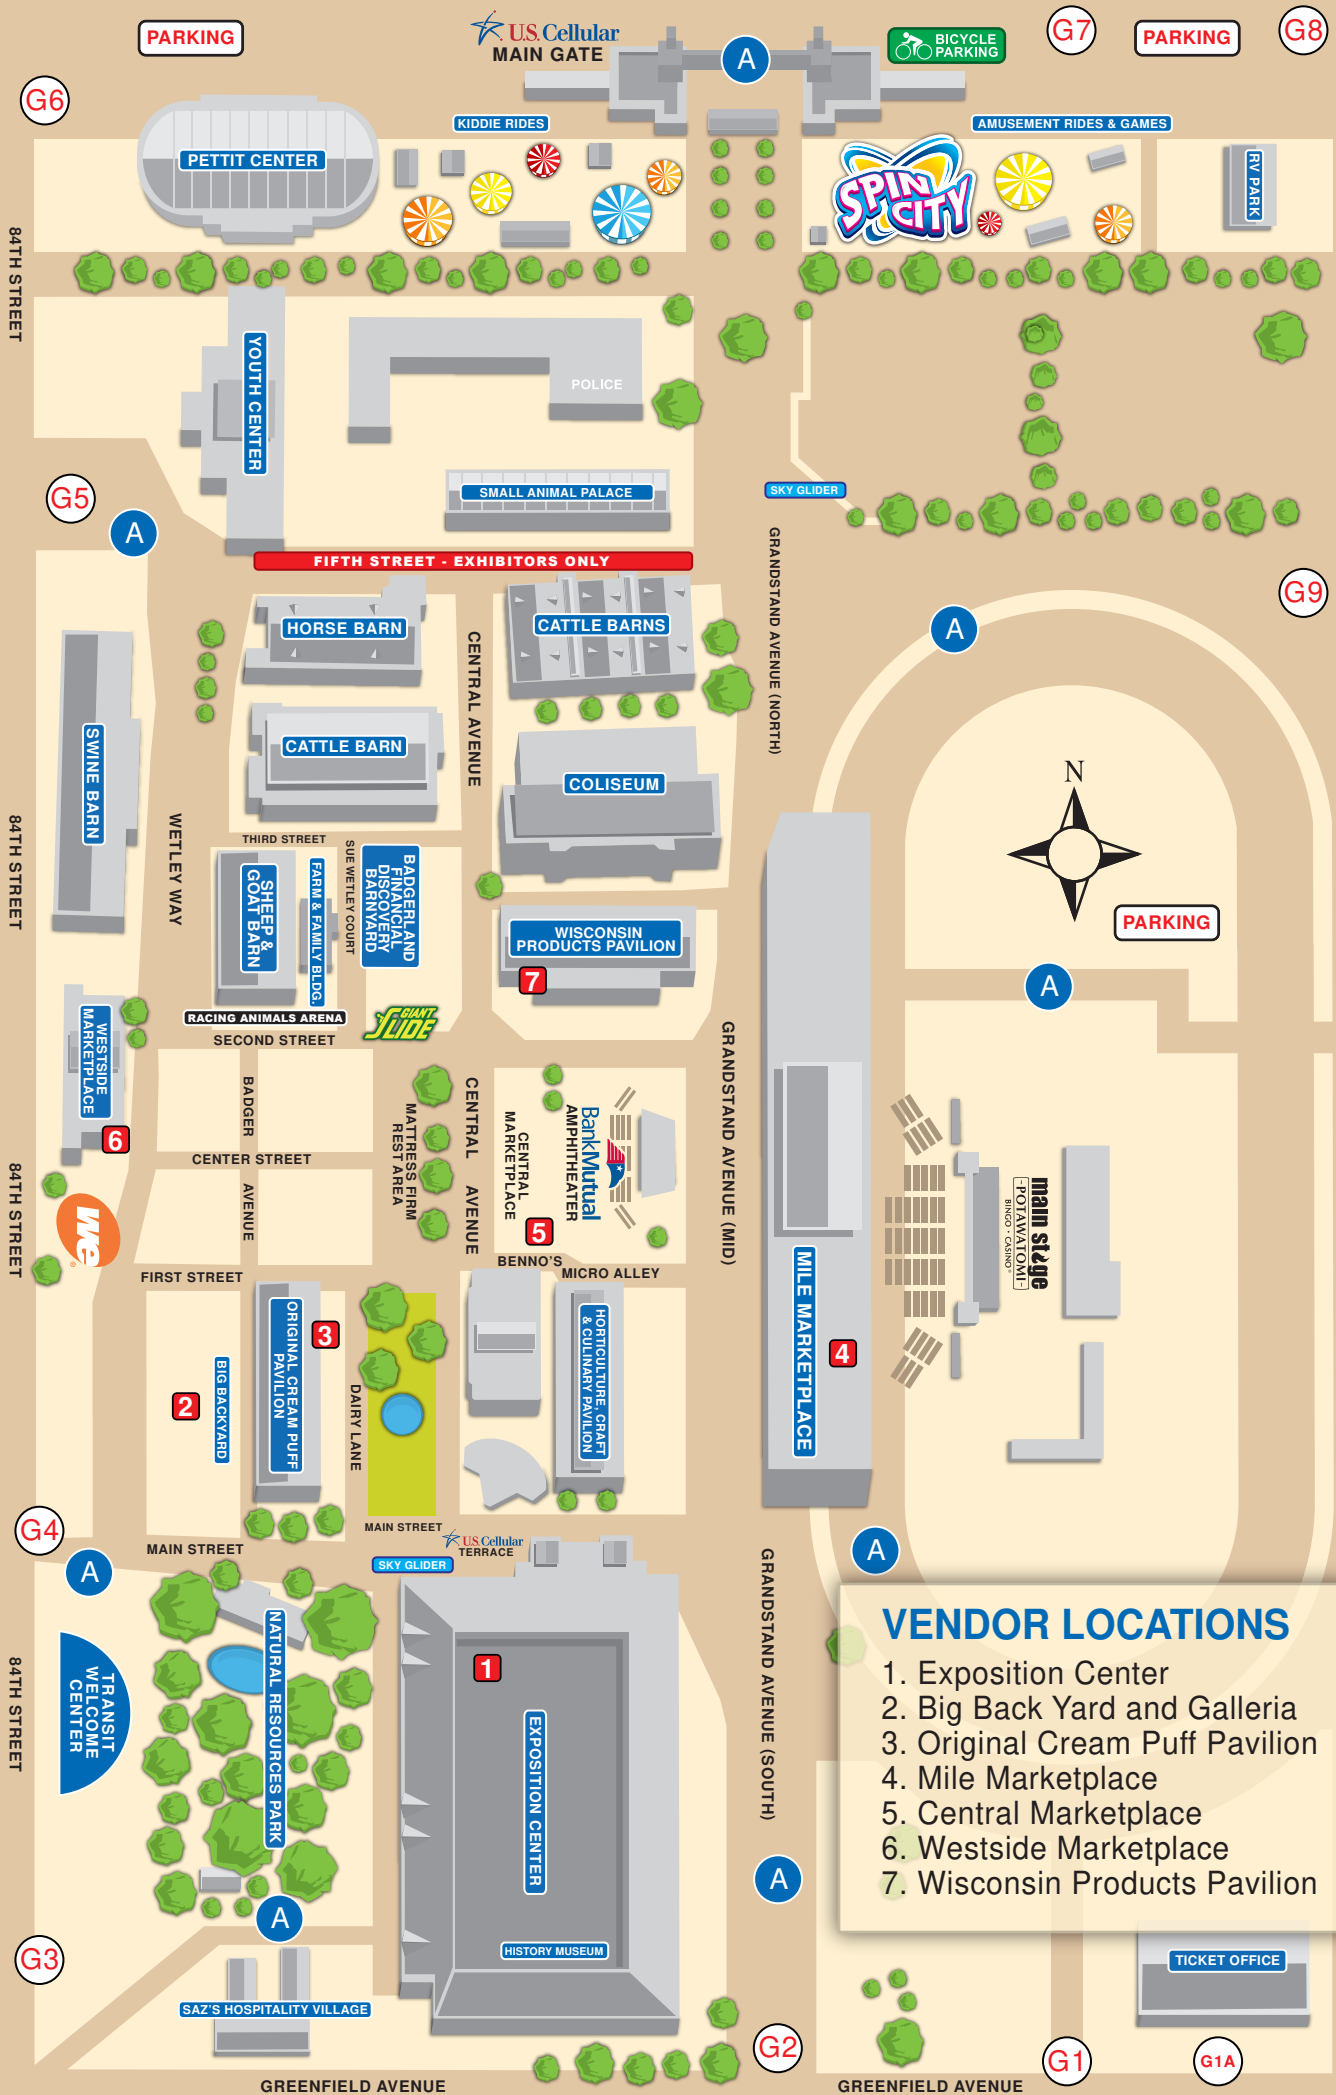 PARKING
U.S. Cellular
MAIN GATE
A
BICYCLE
PARKING
G7
PARKING
G8
G6
KIDDIE RIDES
AMUSEMENT RIDES & GAMES
PETTIT CENTER
SPIN
CITY
RV PARK
84TH STREET
YOUTH CENTER
POLICE
SMALL ANIMAL PALACE
SKY GLIDER
G5
A
FIFTH STREET - EXHIBITORS ONLY
GRANDSTAND AVENUE (NORTH)
G9
HORSE BARN
CATTLE BARNS
A
CENTRAL AVENUE
SWINE BARN
CATTLE BARN
COLISEUM
N
84TH STREET
WETLEY WAY
THIRD STREET
SHEEP &
GOAT BARN
FARM & FAMILY BLDG.
SUE WETLEY COURT
BADGERLAND
FINANCIAL
DISCOVERY
BARNYARD
WISCONSIN
PRODUCTS PAVILION
7
PARKING
A
RACING ANIMALS ARENA
GIANT
SLIDE
SECOND STREET
WESTSIDE
MARKETPLACE
6
BADGER
AVENUE
CENTER STREET
MATTRESS FIRM
REST AREA
CENTRAL AVENUE
CENTRAL
MARKETPLACE
5
BankMutual
AMPHITHEATER
GRANDSTAND AVENUE (MID)
main stage
POTAWATOMI
BINGO • CASINO
84TH STREET
we
BENNO'S
MICRO ALLEY
FIRST STREET
MILE MARKETPLACE
4
ORIGINAL CREAM PUFF
PAVILION
3
2
BIG BACKYARD
DAIRY LANE
HORTICULTURE, CRAFT
& CULINARY PAVILION
G4
MAIN STREET
MAIN STREET
U.S. Cellular
TERRACE
SKY GLIDER
A
A
GRANDSTAND AVENUE (SOUTH)
VENDOR LOCATIONS
1. Exposition Center
2. Big Back Yard and Galleria
3. Original Cream Puff Pavilion
4. Mile Marketplace
5. Central Marketplace
6. Westside Marketplace
7. Wisconsin Products Pavilion
84TH STREET
TRANSIT
WELCOME
CENTER
NATURAL RESOURCES PARK
1
EXPOSITION CENTER
A
A
G3
HISTORY MUSEUM
TICKET OFFICE
SAZ'S HOSPITALITY VILLAGE
G2
G1
G1A
GREENFIELD AVENUE
GREENFIELD AVENUE